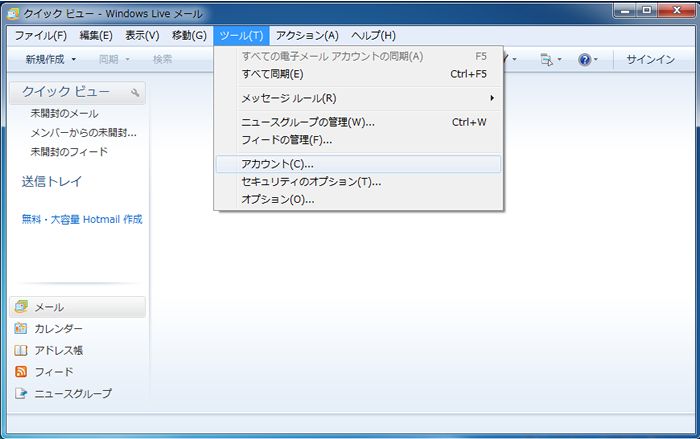 クイック ビュー - Windows Live メール
ファイル(F) 編集(E) 表示(V) 移動(G) ツール(T) アクション(A) ヘルプ(H)
新規作成 同期 検索 サインイン
すべての電子メール アカウントの同期(A) F5
すべて同期(E) Ctrl+F5
メッセージ ルール(R)
ニュースグループの管理(W)... Ctrl+W
フィードの管理(F)...
アカウント(C)...
セキュリティのオプション(T)...
オプション(O)...
クイック ビュー
未開封のメール
メンバーからの未開封...
未開封のフィード
送信トレイ
無料・大容量 Hotmail 作成
メール
カレンダー
アドレス帳
フィード
ニュースグループ